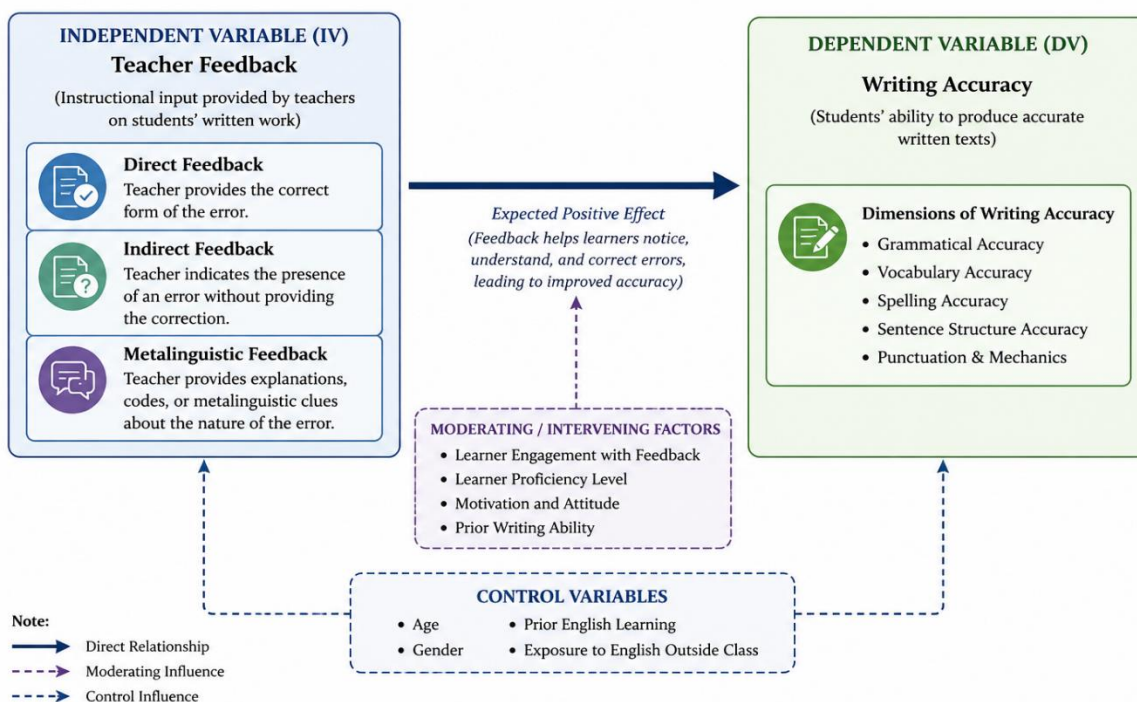 INDEPENDENT VARIABLE (IV)
Teacher Feedback
(Instructional input provided by teachers
on students' written work)
Direct Feedback
Teacher provides the correct
form of the error.
Indirect Feedback
Teacher indicates the presence
of an error without providing
the correction.
Metalinguistic Feedback
Teacher provides explanations,
codes, or metalinguistic clues
about the nature of the error.
Expected Positive Effect
(Feedback helps learners notice,
understand, and correct errors,
leading to improved accuracy)
DEPENDENT VARIABLE (DV)
Writing Accuracy
(Students' ability to produce accurate
written texts)
Dimensions of Writing Accuracy
• Grammatical Accuracy
• Vocabulary Accuracy
• Spelling Accuracy
• Sentence Structure Accuracy
• Punctuation & Mechanics
MODERATING / INTERVENING FACTORS
• Learner Engagement with Feedback
• Learner Proficiency Level
• Motivation and Attitude
• Prior Writing Ability
CONTROL VARIABLES
• Age • Prior English Learning
• Gender • Exposure to English Outside Class
Note:
Direct Relationship
Moderating Influence
Control Influence